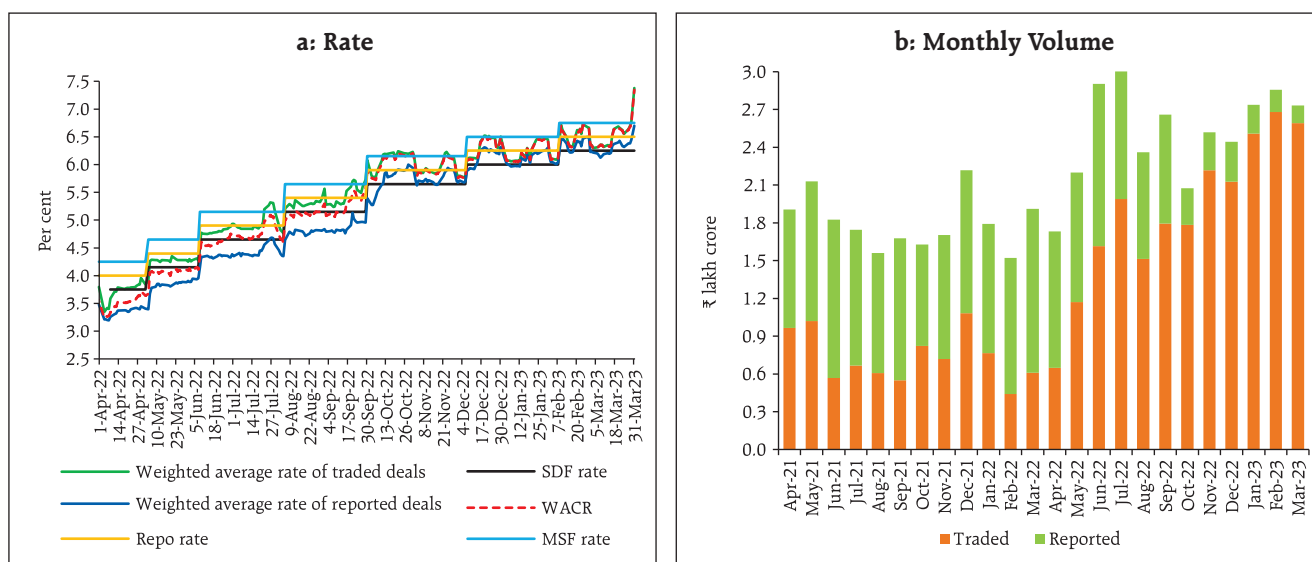 a: Rate
Per cent
7.5
7.0
6.5
6.0
5.5
5.0
4.5
4.0
3.5
3.0
2.5
1-Apr-22
14-Apr-22
27-Apr-22
10-May-22
23-May-22
5-Jun-22
18-Jun-22
1-Jul-22
14-Jul-22
27-Jul-22
9-Aug-22
22-Aug-22
4-Sep-22
17-Sep-22
30-Sep-22
13-Oct-22
26-Oct-22
8-Nov-22
21-Nov-22
4-Dec-22
17-Dec-22
30-Dec-22
12-Jan-23
25-Jan-23
7-Feb-23
20-Feb-23
5-Mar-23
18-Mar-23
31-Mar-23
Weighted average rate of traded deals
SDF rate
Weighted average rate of reported deals
WACR
Repo rate
MSF rate
b: Monthly Volume
₹ lakh crore
3.0
2.7
2.4
2.1
1.8
1.5
1.2
0.9
0.6
0.3
0.0
Apr-21
May-21
Jun-21
Jul-21
Aug-21
Sep-21
Oct-21
Nov-21
Dec-21
Jan-22
Feb-22
Mar-22
Apr-22
May-22
Jun-22
Jul-22
Aug-22
Sep-22
Oct-22
Nov-22
Dec-22
Jan-23
Feb-23
Mar-23
Traded
Reported